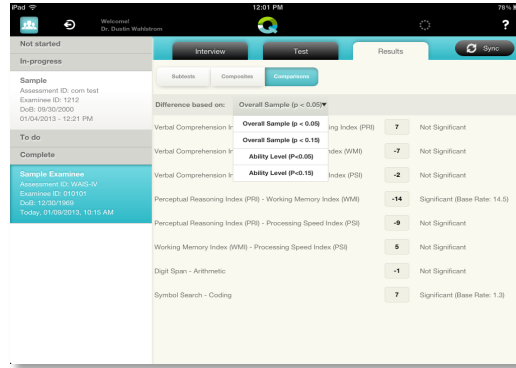 iPad 12:01 PM 78%
Welcome!
Dr. Dustin Wahlstrom
?
Not started
In-progress
Sample
Assessment ID: com test
Examinee ID: 1212
DoB: 09/30/2000
01/04/2013 - 12:21 PM
To do
Complete
Sample Examinee
Assessment ID: WAIS-IV
Examinee ID: 010101
DoB: 12/30/1969
Today, 01/09/2013, 10:15 AM
Interview Test Results Sync
Subtests Composites Comparisons
Difference based on: Overall Sample (p < 0.05)▾
Overall Sample (p < 0.05)
Overall Sample (p < 0.15)
Ability Level (P<0.05)
Ability Level (P<0.15)
Verbal Comprehension In ing Index (PRI) 7 Not Significant
Verbal Comprehension In dex (WMI) -7 Not Significant
Verbal Comprehension In Index (PSI) -2 Not Significant
Perceptual Reasoning Index (PRI) - Working Memory Index (WMI) -14 Significant (Base Rate: 14.5)
Perceptual Reasoning Index (PRI) - Processing Speed Index (PSI) -9 Not Significant
Working Memory Index (WMI) - Processing Speed Index (PSI) 5 Not Significant
Digit Span - Arithmetic -1 Not Significant
Symbol Search - Coding 7 Significant (Base Rate: 1.3)